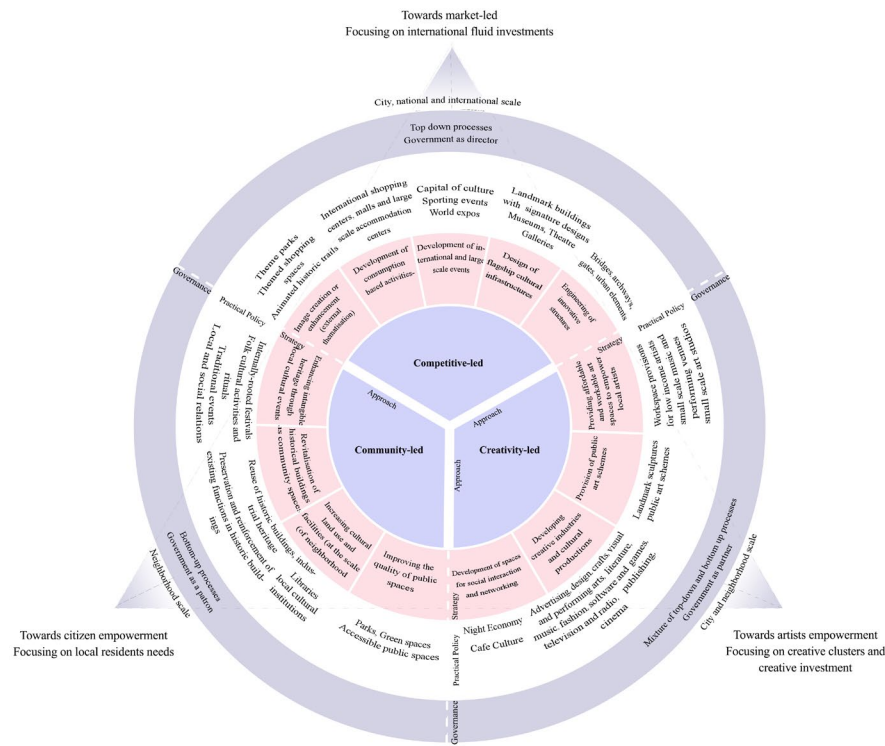 Towards market-led
Focusing on international fluid investments
City, national and international scale
Top down processes
Government as director
Theme parks
Themed shopping
spaces
Animated historic trails
International shopping
centers, malls and large
scale accommodation
centers
Capital of culture
Sporting events
World expos
Landmark buildings
with signature designs
Museums, Theatre
Galleries
Bridges, archways,
gates, urban elements
Governance
Practical Policy
Strategy
Image creation or
enhancement
(external
thematisation)
Development of
consumption
based activities-
Development of in-
ternational and large
scale events
Design of
flagship cultural
infrastructures
Engineering of
innovative
structures
Competitive-led
Governance
Practical Policy
Strategy
Approach
Providing affordable
and workable art
spaces to empower
local artists
Workspace provisions
for low income artists
small scale music and
performing venues
small scale art studios
Provision of public
art schemes
Landmark sculptures
public art schemes
Developing
creative industries
and cultural
productions
Advertising, design, crafts, visual
and performing arts, literature,
music, fashion, software and games,
television and radio, publishing,
cinema
Development of spaces
for social interaction
and networking
Night Economy
Cafe Culture
Creativity-led
Mixture of top-down and bottom up processes
Government as partner
City and neighborhood scale
Towards artists empowerment
Focusing on creative clusters and
creative investment
Approach
Strategy
Practical Policy
Governance
Community-led
Approach
Enhancing intangible
heritage through
local cultural events
Internally-rooted festivals
Folk cultural activities and
rituals
Traditional events
Local and social relations
Revitalisation of
historical buildings
as community spaces
Reuse of historic buildings, indus-
trial heritage
Preservation and reinforcement of
existing functions in historic build-
ings
Increasing cultural
land use and
facilities (at the scale
(of neighborhood
Libraries
local cultural
institutions
Improving the
quality of public
spaces
Parks, Green spaces
Accessible public spaces
Bottom-up processes
Government as a patron
Neighborhood scale
Towards citizen empowerment
Focusing on local residents needs